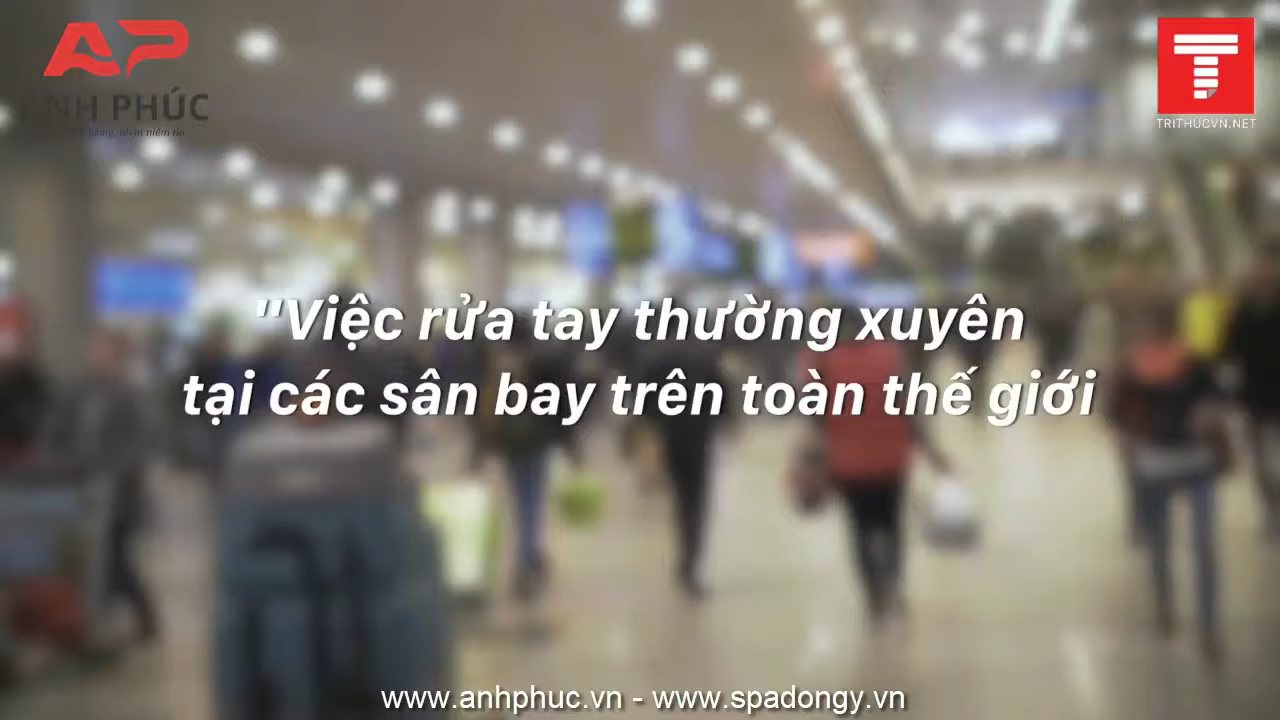 AP
ANH PHÚC
TRITHUCVN.NET
"Việc rửa tay thường xuyên
tại các sân bay trên toàn thế giới
www.anhphuc.vn - www.spadongy.vn